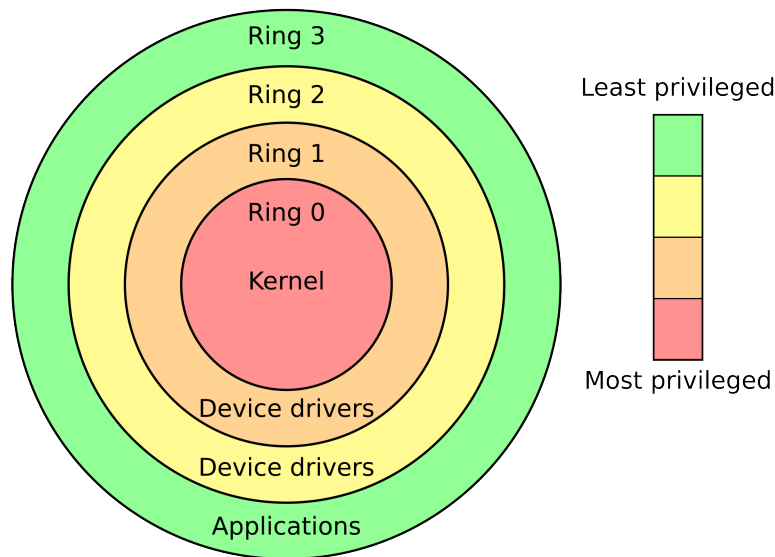 Ring 3
Ring 2
Ring 1
Ring 0
Kernel
Device drivers
Device drivers
Applications
Least privileged
Most privileged